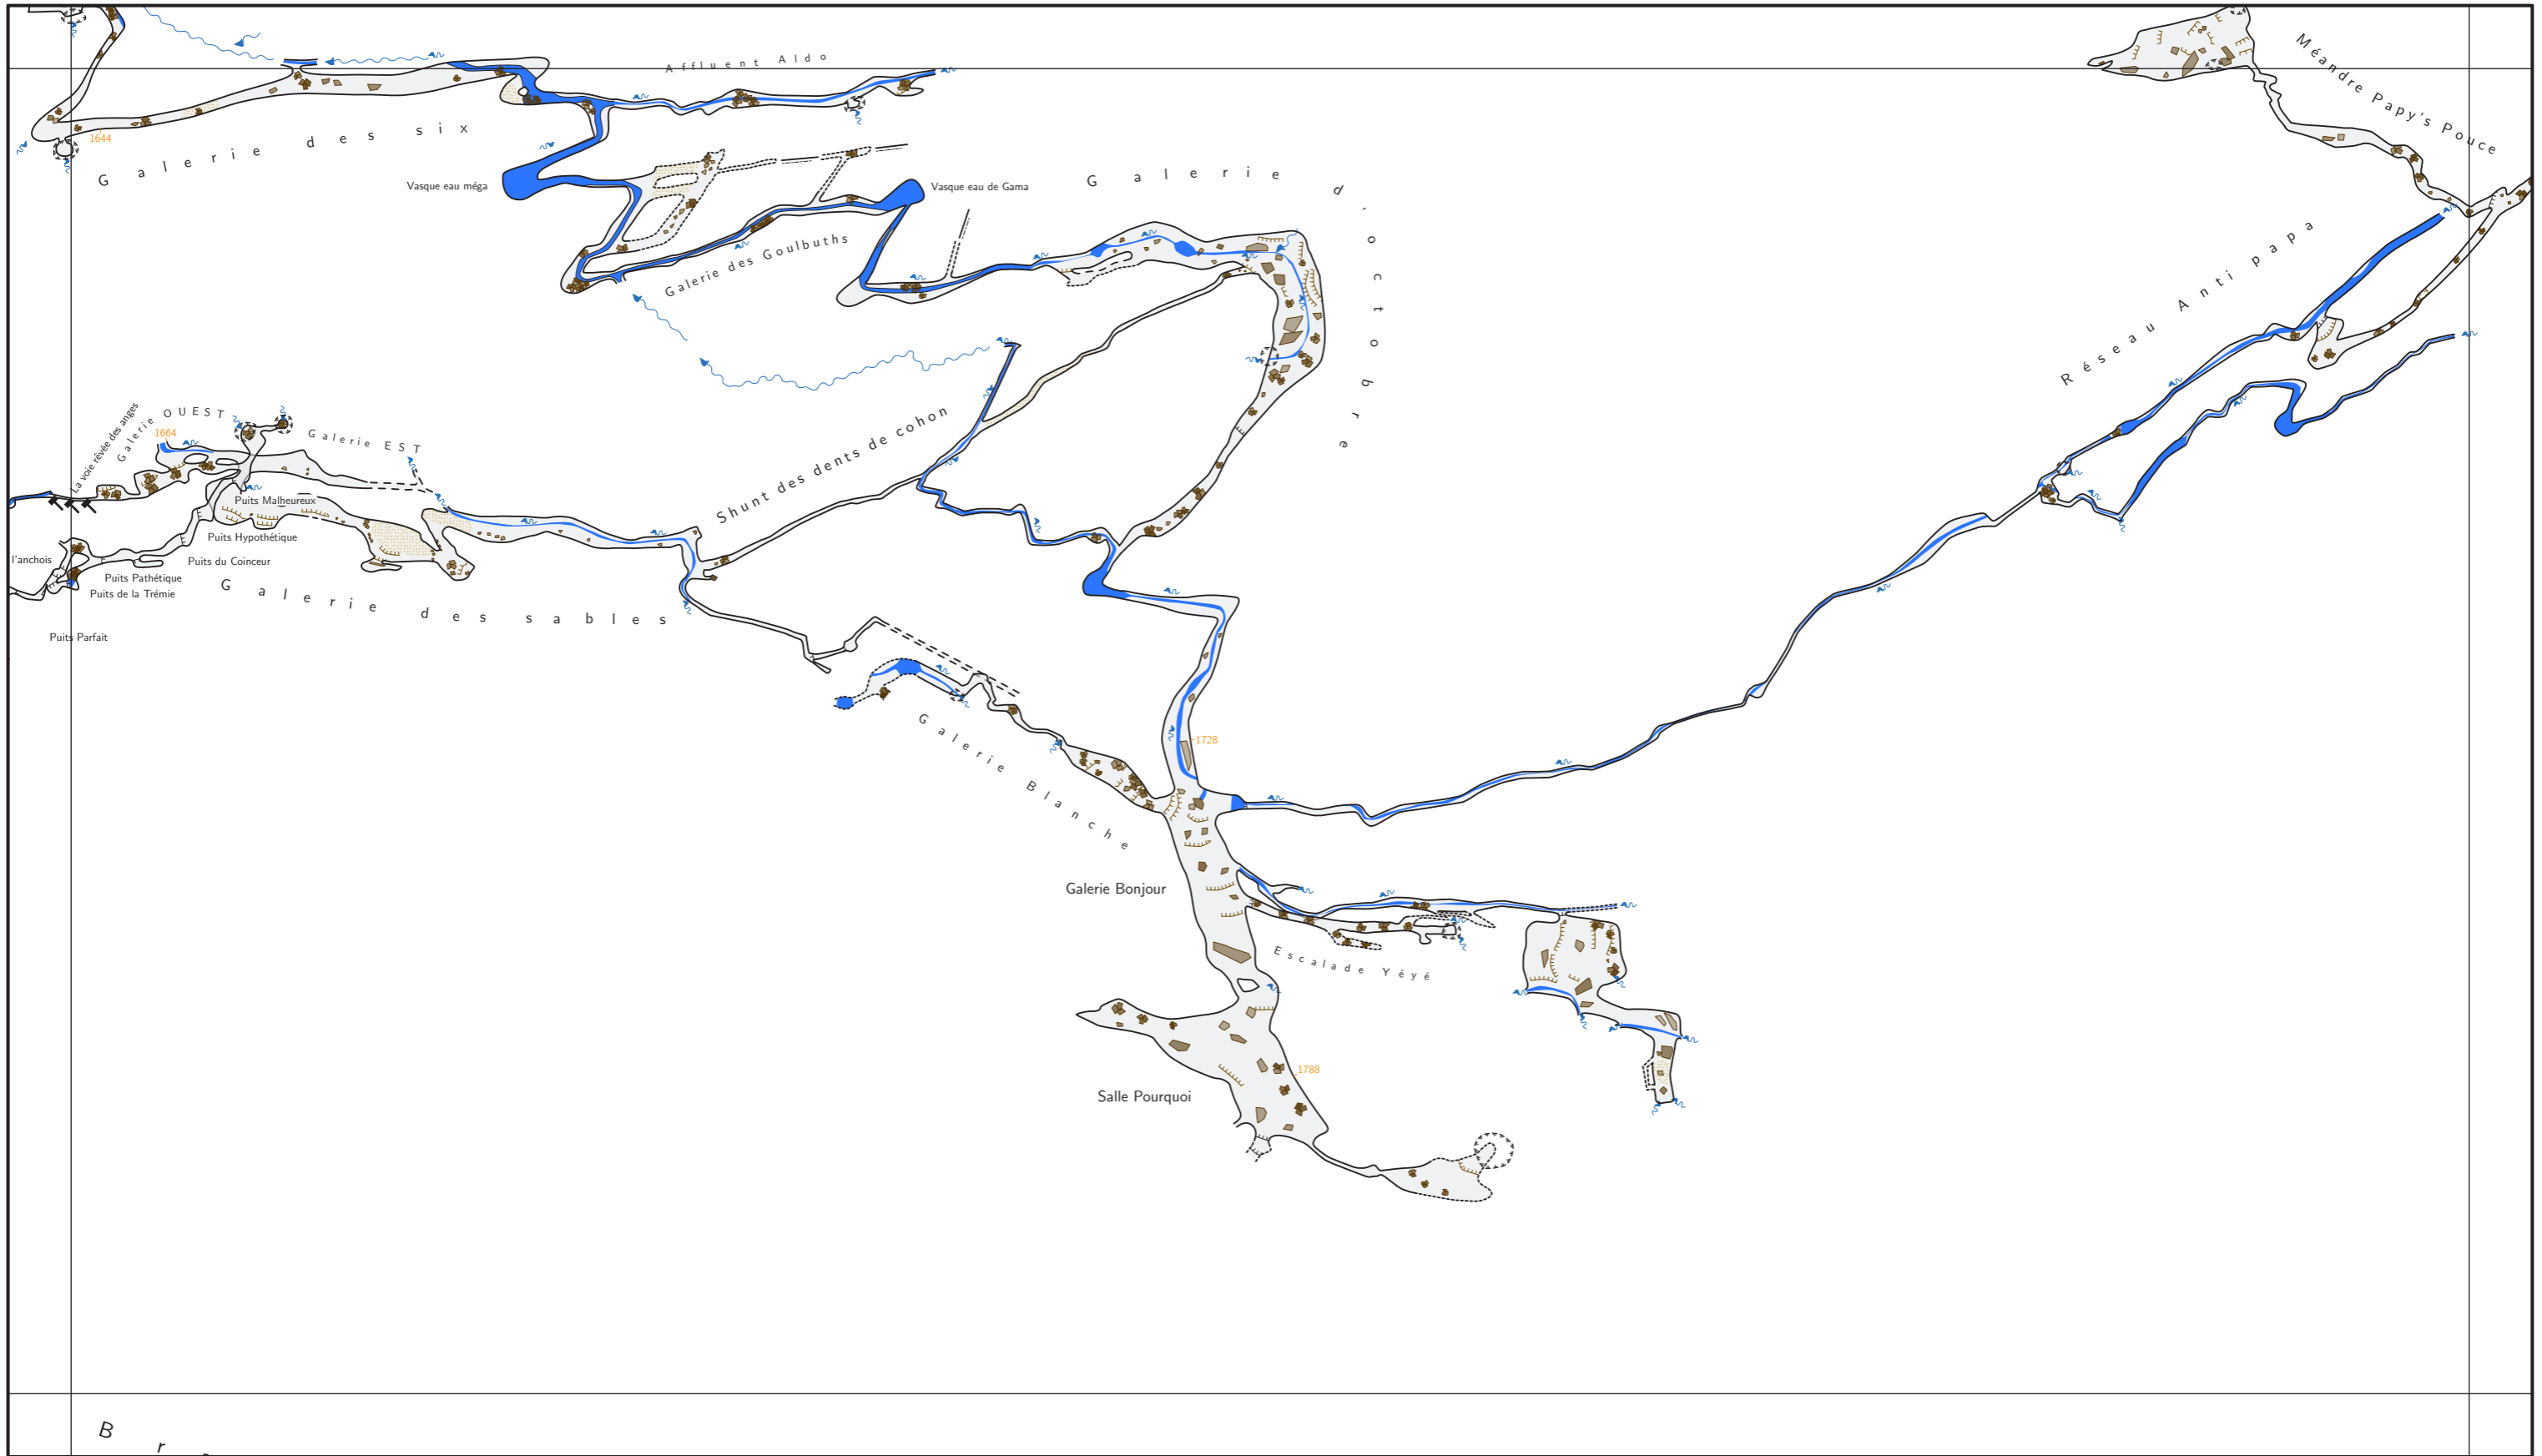 Affluent Aldo
Méandre Papy's Pouce
1644
Galerie des six
Vasque eau méga
Vasque eau de Gama
Galerie d'octobre
Galerie des Goulbuths
Réseau Anti papa
La voie rêvée des anges
Galerie OUEST
1664
Galerie EST
Shunt des dents de cohon
Puits Malheureux
Puits Hypothétique
l'anchois
Puits du Coinceur
Puits Pathétique
Puits de la Trémie
Galerie des sables
Puits Parfait
Galerie Blanche
1728
Galerie Bonjour
Escalade Yéyé
1788
Salle Pourquoi
B r